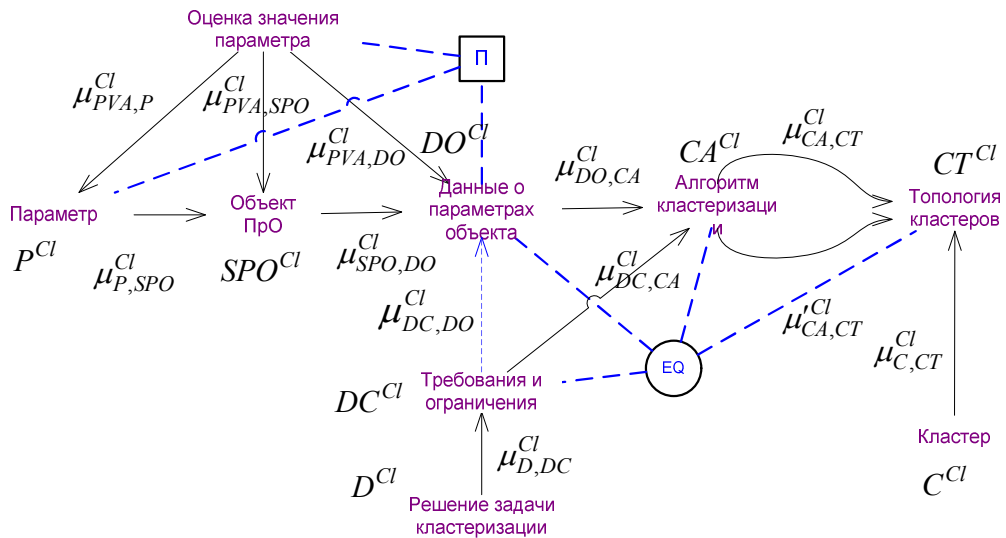 Оценка значения
параметра
П
μ^{Cl}_{PVA,P}
μ^{Cl}_{PVA,SPO}
μ^{Cl}_{PVA,DO}
DO^{Cl}
μ^{Cl}_{DO,CA}
CA^{Cl}
μ^{Cl}_{CA,CT}
CT^{Cl}
Параметр
Объект
ПрО
Данные о
параметрах
объекта
Алгоритм
кластеризаци
и
Топология
кластеров
P^{Cl}
μ^{Cl}_{P,SPO}
SPO^{Cl}
μ^{Cl}_{SPO,DO}
μ^{Cl}_{DC,CA}
μ^{Cl}_{DC,DO}
μ'^{Cl}_{CA,CT}
μ^{Cl}_{C,CT}
EQ
DC^{Cl}
Требования и
ограничения
Кластер
C^{Cl}
μ^{Cl}_{D,DC}
D^{Cl}
Решение задачи
кластеризации